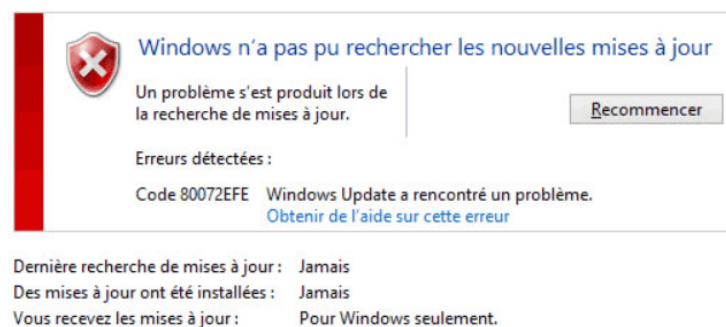 Windows n'a pas pu rechercher les nouvelles mises à jour
Un problème s'est produit lors de
la recherche de mises à jour.
Recommencer
Erreurs détectées :
Code 80072EFE Windows Update a rencontré un problème.
Obtenir de l'aide sur cette erreur
Dernière recherche de mises à jour : Jamais
Des mises à jour ont été installées : Jamais
Vous recevez les mises à jour : Pour Windows seulement.